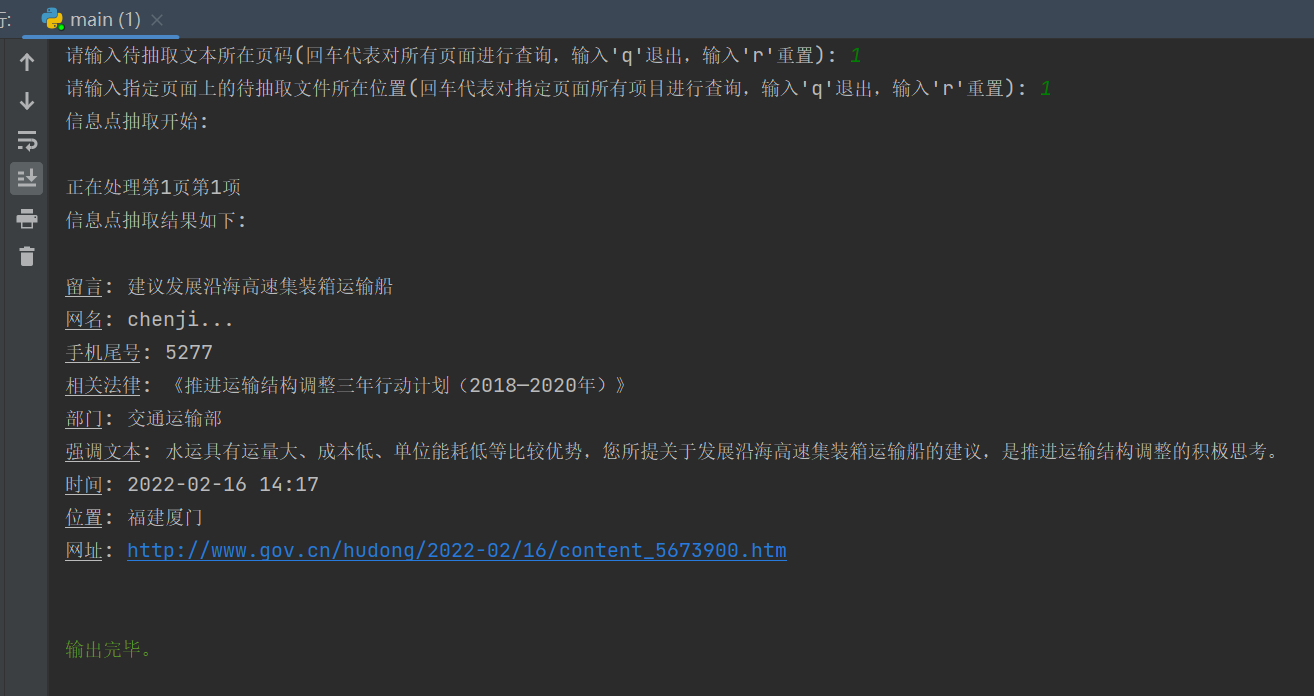 行:
main (1)
请输入待抽取文本所在页码(回车代表对所有页面进行查询，输入'q'退出，输入'r'重置): 1
请输入指定页面上的待抽取文件所在位置(回车代表对指定页面所有项目进行查询，输入'q'退出，输入'r'重置): 1
信息点抽取开始:
正在处理第1页第1项
信息点抽取结果如下:
留言: 建议发展沿海高速集装箱运输船
网名: chenji...
手机尾号: 5277
相关法律: 《推进运输结构调整三年行动计划（2018—2020年）》
部门: 交通运输部
强调文本: 水运具有运量大、成本低、单位能耗低等比较优势，您所提关于发展沿海高速集装箱运输船的建议，是推进运输结构调整的积极思考。
时间: 2022-02-16 14:17
位置: 福建厦门
网址: http://www.gov.cn/hudong/2022-02/16/content_5673900.htm
输出完毕。